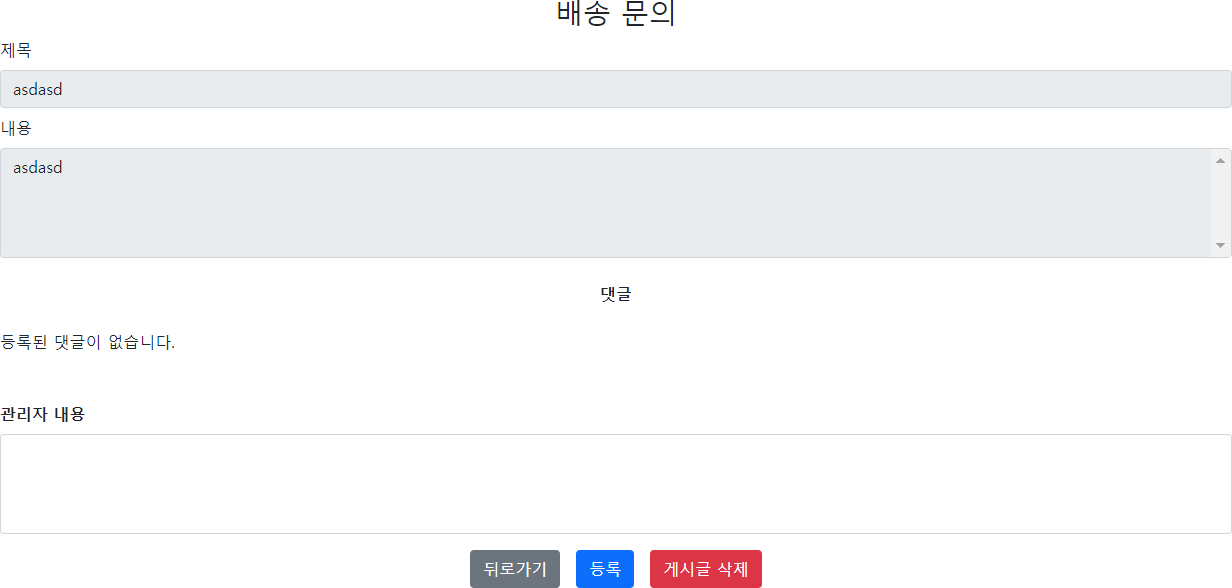 배송 문의
제목
asdasd
내용
asdasd
댓글
등록된 댓글이 없습니다.
관리자 내용
뒤로가기 등록 게시글 삭제